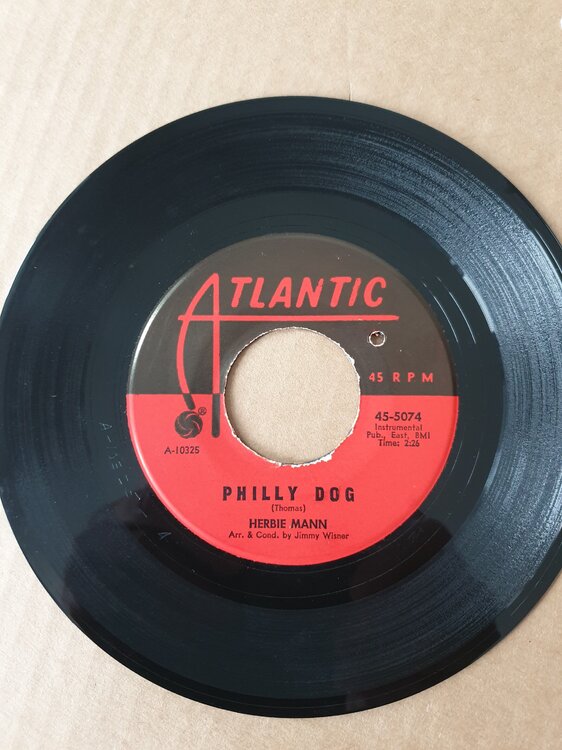 ATLANTIC
®
45 RPM
45-5074
Instrumental
Pub., East, BMI
Time: 2:26
A-10325
PHILLY DOG
(Thomas)
HERBIE MANN
Arr. & Cond. by Jimmy Wisner